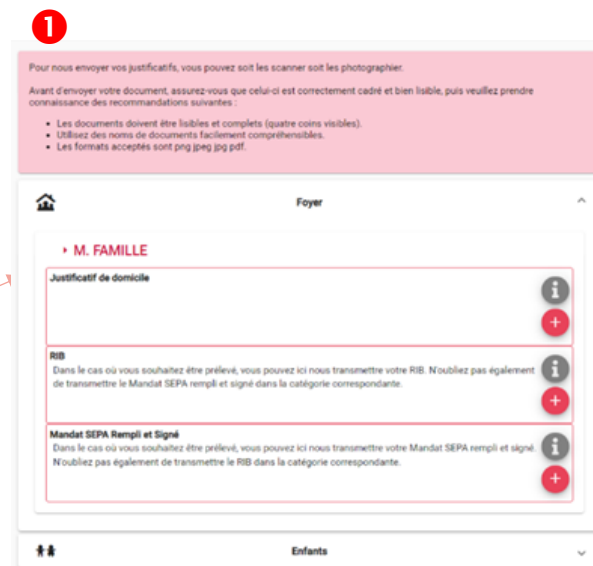 1
Pour nous envoyer vos justificatifs, vous pouvez soit les scanner soit les photographier.
Avant d'envoyer votre document, assurez-vous que celui-ci est correctement cadré et bien lisible, puis veuillez prendre
connaissance des recommandations suivantes :
• Les documents doivent être lisibles et complets (quatre coins visibles).
• Utilisez des noms de documents facilement compréhensibles.
• Les formats acceptés sont png jpeg jpg pdf.
Foyer
M. FAMILLE
Justificatif de domicile
RIB
Dans le cas où vous souhaitez être prélevé, vous pouvez ici nous transmettre votre RIB. N'oubliez pas également
de transmettre le Mandat SEPA rempli et signé dans la catégorie correspondante.
Mandat SEPA Rempli et Signé
Dans le cas où vous souhaitez être prélevé, vous pouvez ici nous transmettre votre Mandat SEPA rempli et signé.
N'oubliez pas également de transmettre le RIB dans la catégorie correspondante.
Enfants